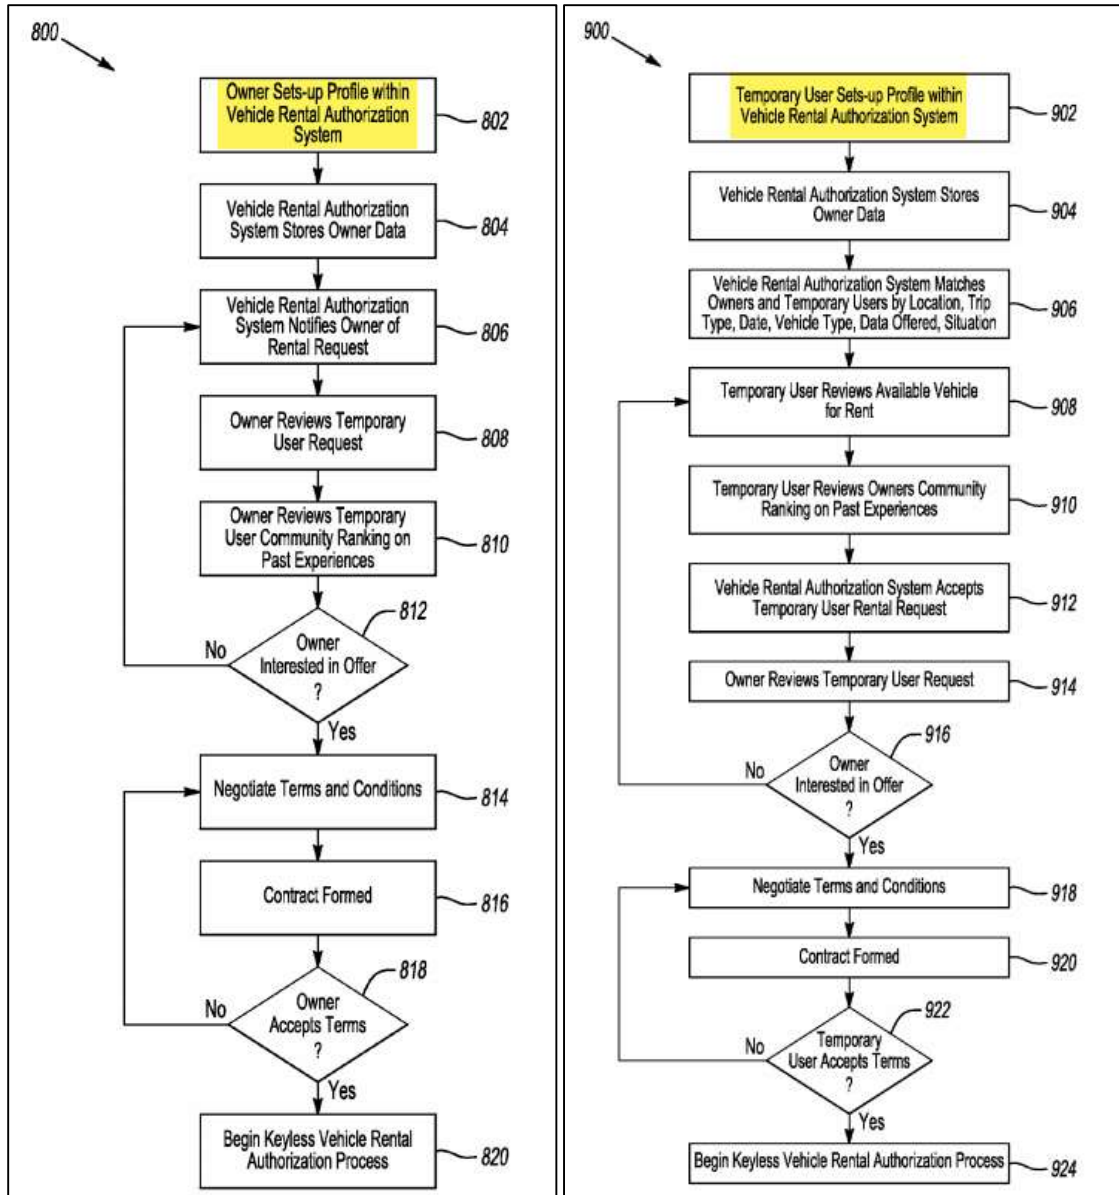 800
Owner Sets-up Profile within
Vehicle Rental Authorization
System
802
Vehicle Rental Authorization
System Stores Owner Data
804
Vehicle Rental Authorization
System Notifies Owner of
Rental Request
806
Owner Reviews Temporary
User Request
808
Owner Reviews Temporary
User Community Ranking on
Past Experiences
810
812
Owner
Interested in Offer
?
No
Yes
Negotiate Terms and Conditions
814
Contract Formed
816
818
Owner
Accepts Terms
?
No
Yes
Begin Keyless Vehicle Rental
Authorization Process
820
900
Temporary User Sets-up Profile within
Vehicle Rental Authorization System
902
Vehicle Rental Authorization System Stores
Owner Data
904
Vehicle Rental Authorization System Matches
Owners and Temporary Users by Location, Trip
Type, Date, Vehicle Type, Data Offered, Situation
906
Temporary User Reviews Available Vehicle
for Rent
908
Temporary User Reviews Owners Community
Ranking on Past Experiences
910
Vehicle Rental Authorization System Accepts
Temporary User Rental Request
912
Owner Reviews Temporary User Request
914
916
Owner
Interested in Offer
?
No
Yes
Negotiate Terms and Conditions
918
Contract Formed
920
922
Temporary
User Accepts Terms
?
No
Yes
Begin Keyless Vehicle Rental Authorization Process
924